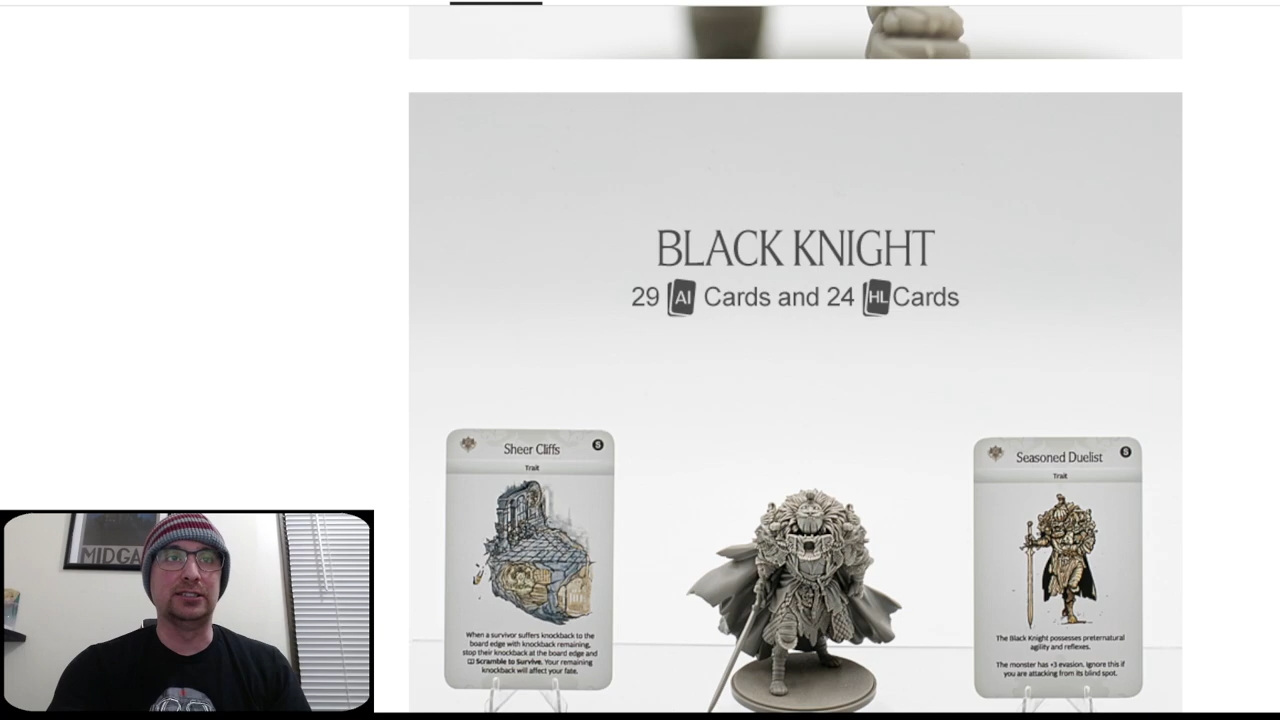 BLACK KNIGHT
29 AI Cards and 24 HL Cards
Sheer Cliffs
S
Trait
When a survivor suffers knockback to the
board edge with knockback remaining,
stop their knockback at the board edge and
Scramble to Survive. Your remaining
knockback will affect your fate.
Seasoned Duelist
S
Trait
The Black Knight possesses preternatural
agility and reflexes.
The monster has +3 evasion. Ignore this if
you are attacking from its blind spot.
MIDGA